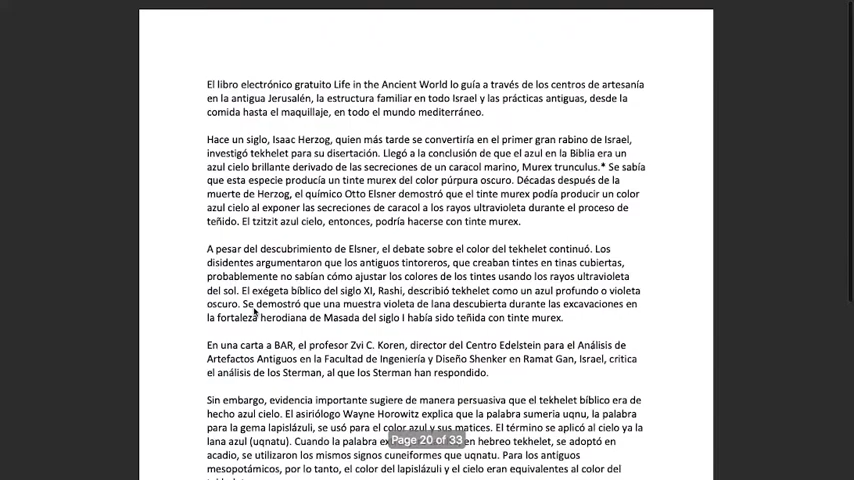 El libro electrónico gratuito Life in the Ancient World lo guía a través de los centros de artesanía
en la antigua Jerusalén, la estructura familiar en todo Israel y las prácticas antiguas, desde la
comida hasta el maquillaje, en todo el mundo mediterráneo.
Hace un siglo, Isaac Herzog, quien más tarde se convertiría en el primer gran rabino de Israel,
investigó tekhelet para su disertación. Llegó a la conclusión de que el azul en la Biblia era un
azul cielo brillante derivado de las secreciones de un caracol marino, Murex trunculus.* Se sabía
que esta especie producía un tinte murex del color púrpura oscuro. Décadas después de la
muerte de Herzog, el químico Otto Elsner demostró que el tinte murex podía producir un color
azul cielo al exponer las secreciones de caracol a los rayos ultravioleta durante el proceso de
teñido. El tzitzit azul cielo, entonces, podría hacerse con tinte murex.
A pesar del descubrimiento de Elsner, el debate sobre el color del tekhelet continuó. Los
disidentes argumentaron que los antiguos tintoreros, que creaban tintes en tinas cubiertas,
probablemente no sabían cómo ajustar los colores de los tintes usando los rayos ultravioleta
del sol. El exégeta bíblico del siglo XI, Rashi, describió tekhelet como un azul profundo o violeta
oscuro. Se demostró que una muestra violeta de lana descubierta durante las excavaciones en
la fortaleza herodiana de Masada del siglo I había sido teñida con tinte murex.
En una carta a BAR, el profesor Zvi C. Koren, director del Centro Edelstein para el Análisis de
Artefactos Antiguos en la Facultad de Ingeniería y Diseño Shenker en Ramat Gan, Israel, critica
el análisis de los Sterman, al que los Sterman han respondido.
Sin embargo, evidencia importante sugiere de manera persuasiva que el tekhelet bíblico era de
hecho azul cielo. El asiriólogo Wayne Horowitz explica que la palabra sumeria uqnu, la palabra
para la gema lapislázuli, se usó para el color azul y sus matices. El término se aplicó al cielo ya la
lana azul (uqnatu). Cuando la palabra en hebreo tekhelet, se adoptó en
Page 20 of 33
acadio, se utilizaron los mismos signos cuneiformes que uqnatu. Para los antiguos
mesopotámicos, por lo tanto, el color del lapislázuli y el cielo eran equivalentes al color del